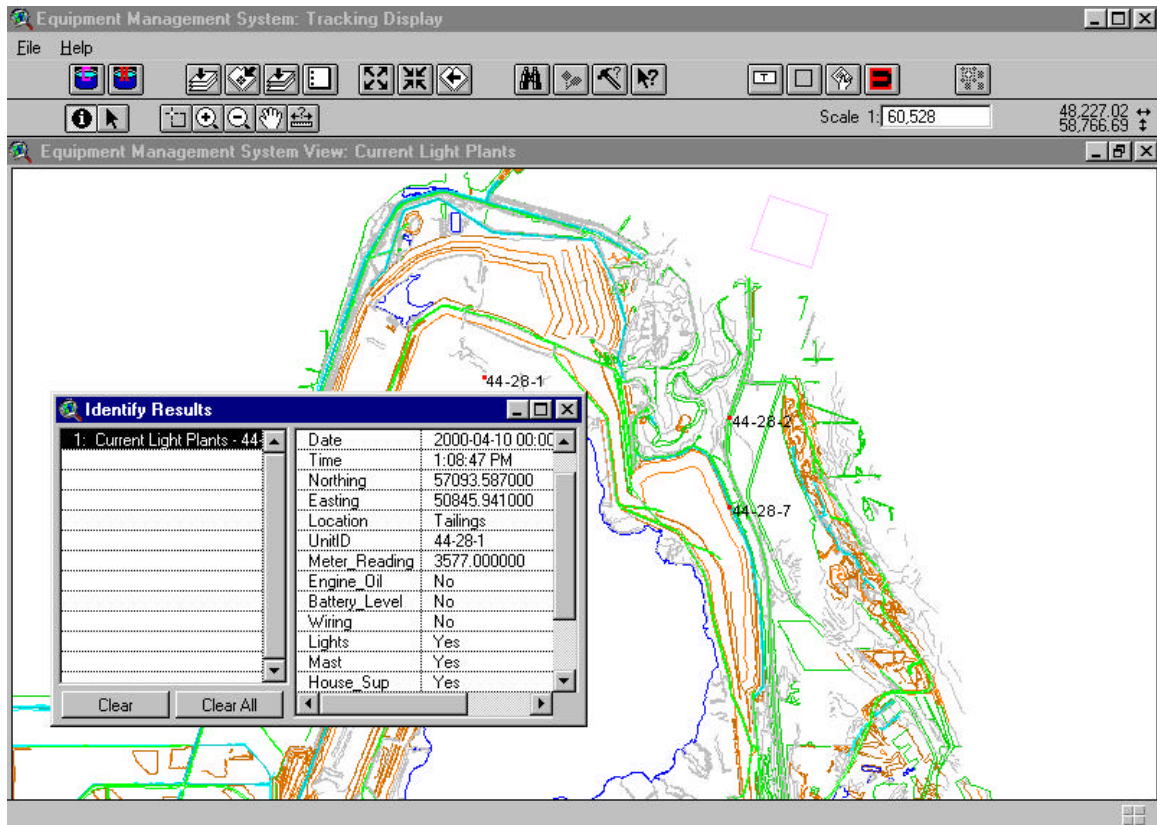 Equipment Management System: Tracking Display
File Help
T
?
Scale 1: 60,528
48,227.02
58,766.69
Equipment Management System View: Current Light Plants
44-28-1
44-28-2
44-28-7
Identify Results
1: Current Light Plants - 44-
Date 2000-04-10 00:00
Time 1:08:47 PM
Northing 57093.587000
Easting 50845.941000
Location Tailings
UnitID 44-28-1
Meter_Reading 3577.000000
Engine_Oil No
Battery_Level No
Wiring No
Lights Yes
Mast Yes
House_Sup Yes
Clear Clear All